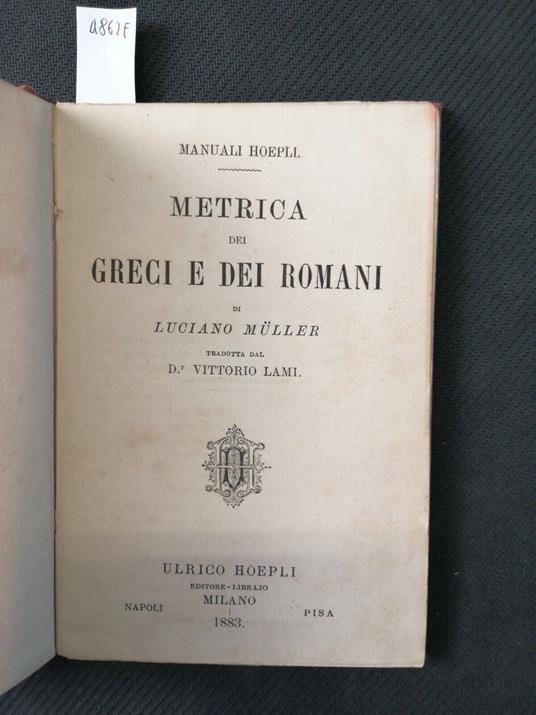 4862F
MANUALI HOEPLI.
METRICA
DEI
GRECI E DEI ROMANI
DI
LUCIANO MÜLLER
TRADOTTA DAL
D.r VITTORIO LAMI.
ULRICO HOEPLI
EDITORE-LIBRAJO
NAPOLI MILANO PISA
1883.